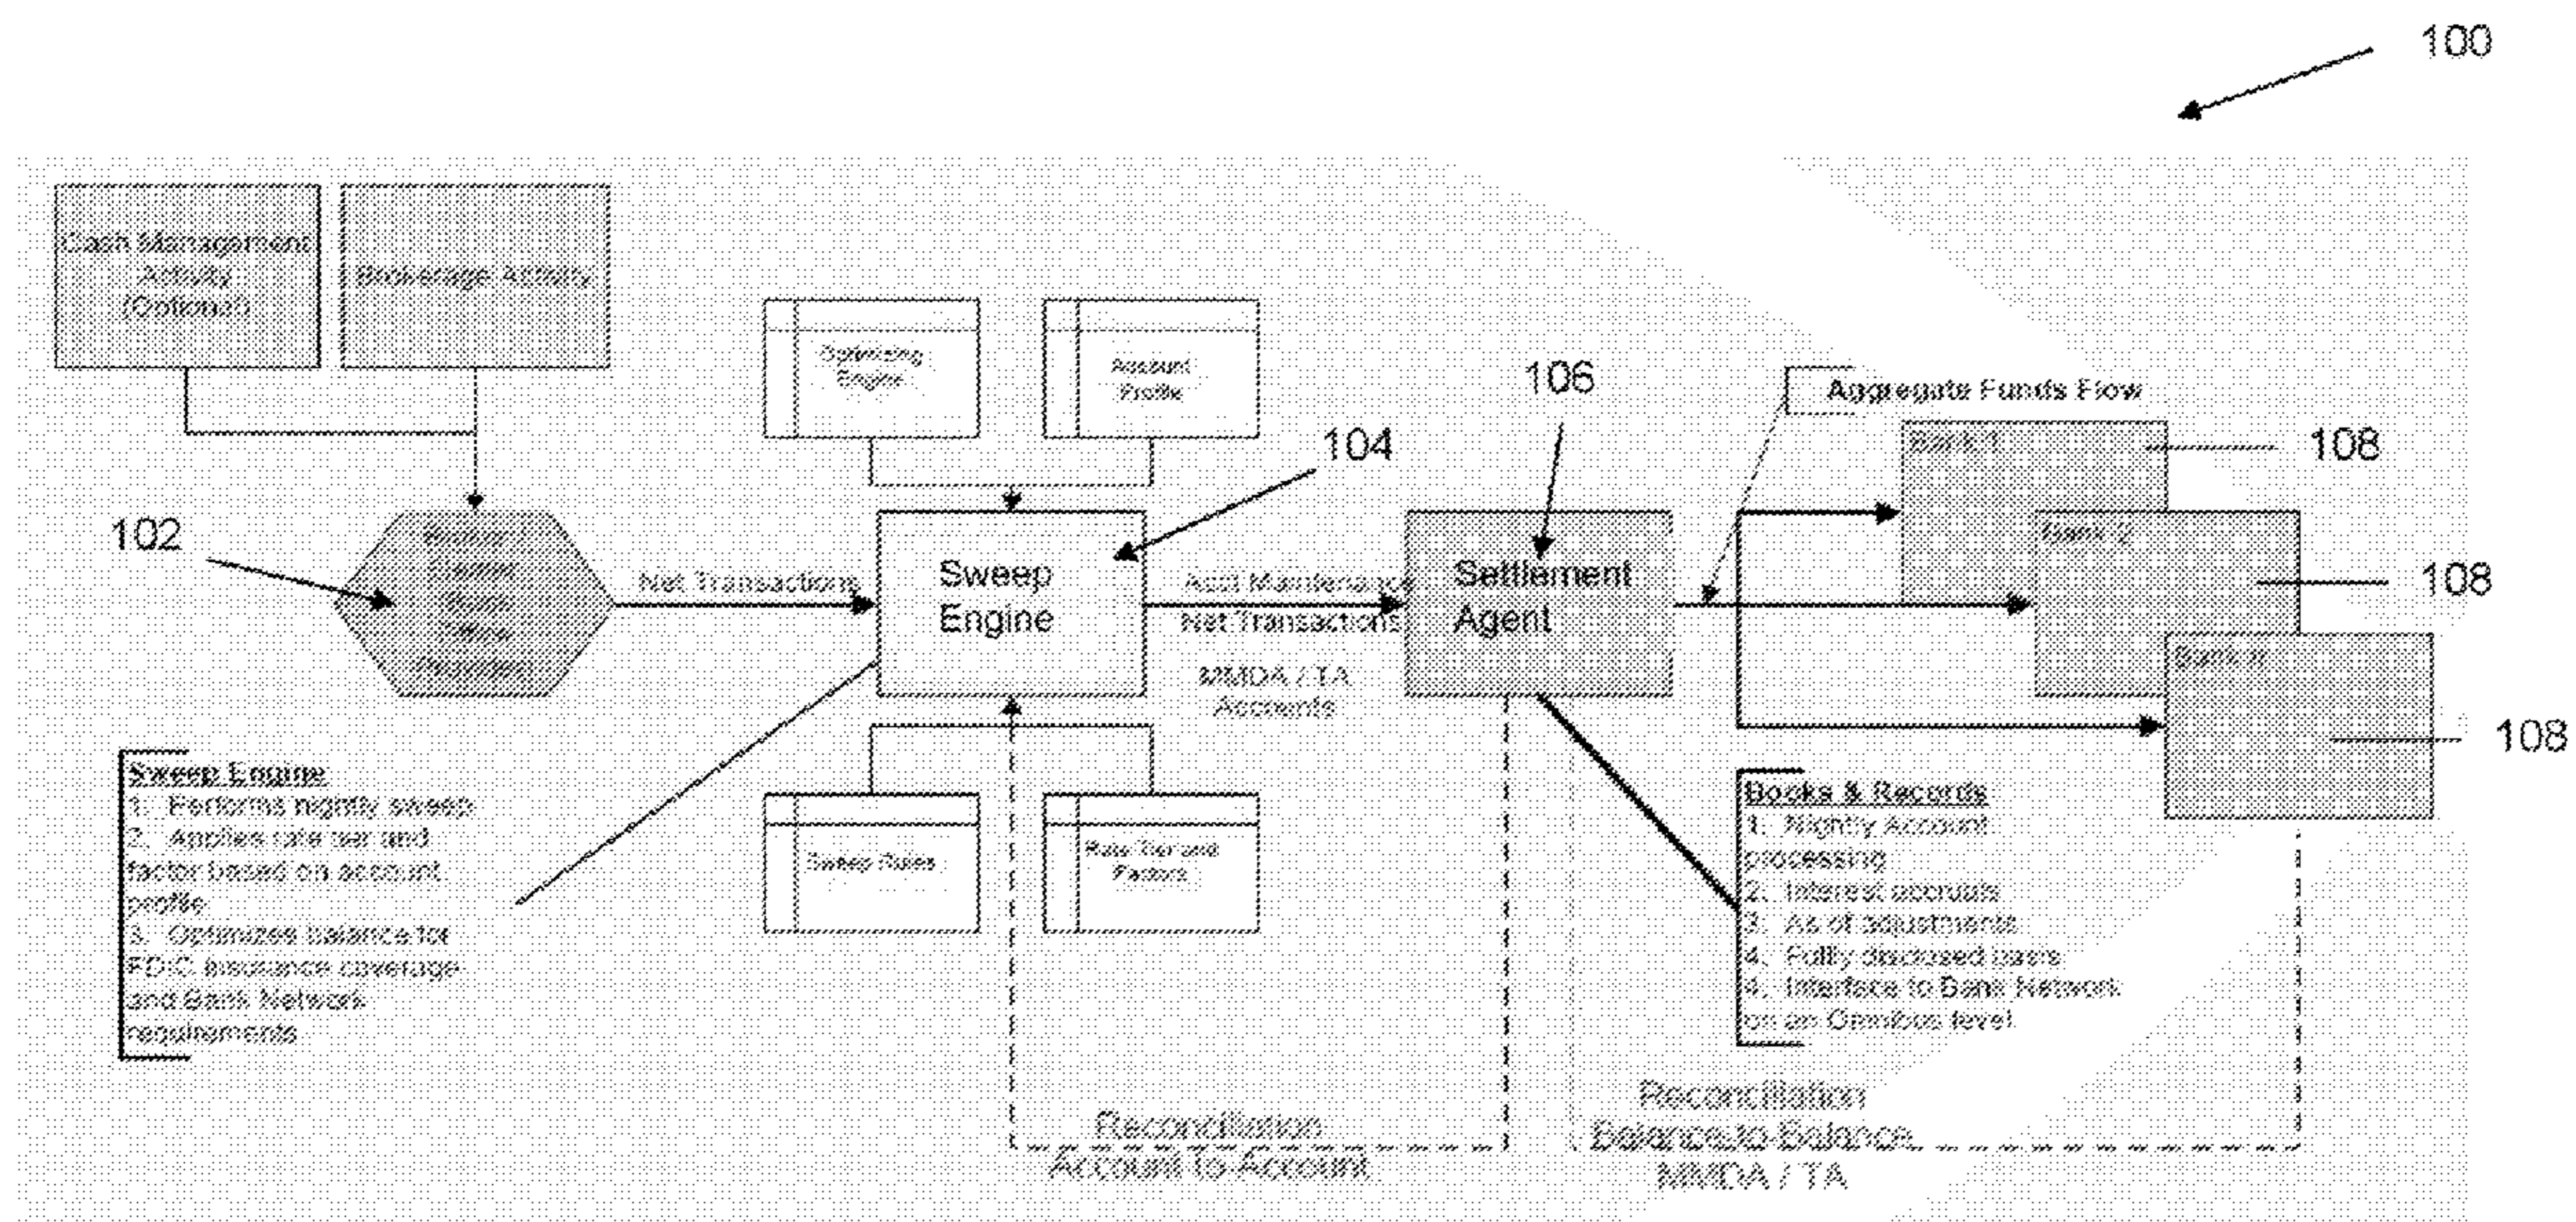 100
Cash Management
Activity
(Optional)
Brokerage Activity
Optimizing
Engine
Account
Profile
106
Aggregate Funds Flow
104
Bank 1
108
102
Bank 2
Net Transactions
Sweep
Engine
Acct Maintenance
Net Transactions
MMDA / TA
Accounts
Settlement
Agent
108
Bank n
108
Sweep Engine
1. Performs nightly sweep
2. Applies rate tier and
factor based on account
profile
3. Optimizes balance for
FDIC insurance coverage
and Bank Network
requirements
Sweep Rules
Rate Tier and
Factors
Books & Records
1. Nightly Account
processing
2. Interest accruals
3. As of adjustments
4. Fully disclosed basis
4. Interface to Bank Network
on an Omnibus level
Reconciliation
Account to Account
Reconciliation
Balance-to-Balance
MMDA / TA